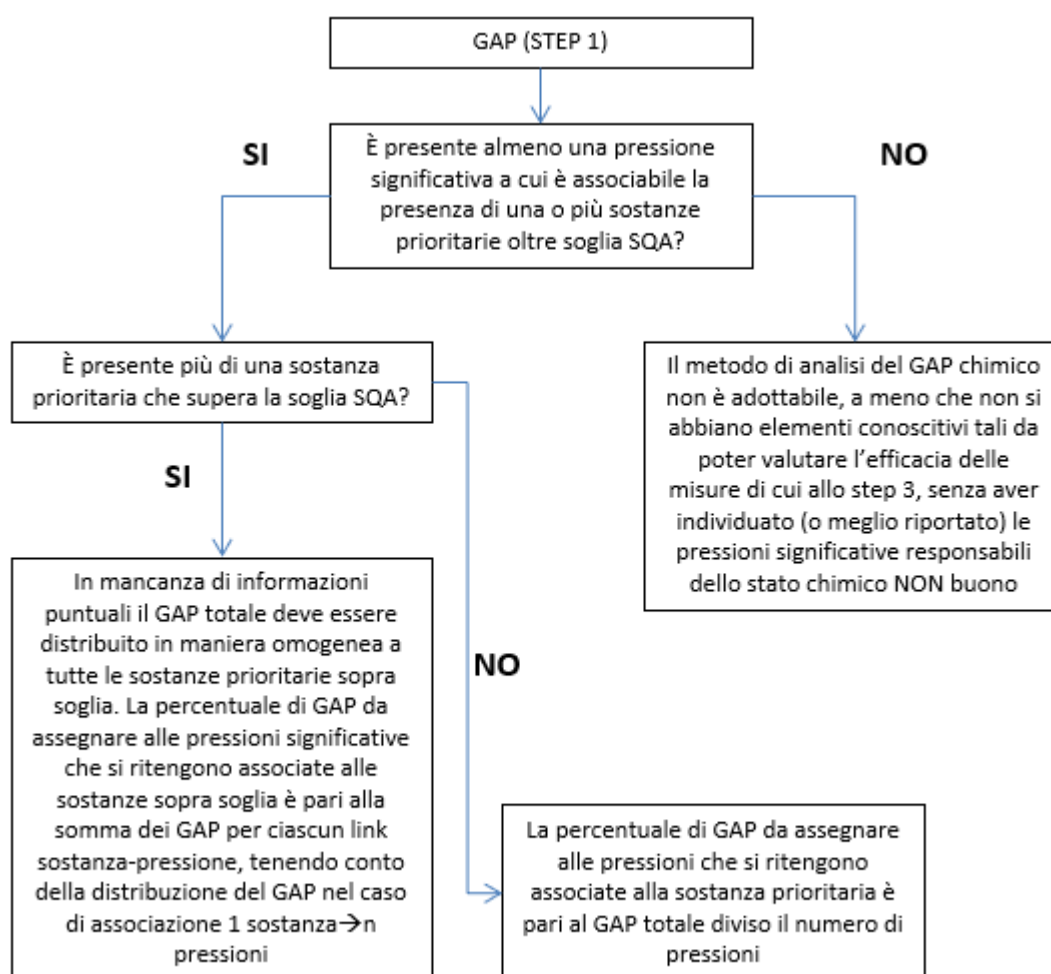 GAP (STEP 1)
SI
È presente almeno una pressione
significativa a cui è associabile la
presenza di una o più sostanze
prioritarie oltre soglia SQA?
NO
È presente più di una sostanza
prioritaria che supera la soglia SQA?
Il metodo di analisi del GAP chimico
non è adottabile, a meno che non si
abbiano elementi conoscitivi tali da
poter valutare l’efficacia delle
misure di cui allo step 3, senza aver
individuato (o meglio riportato) le
pressioni significative responsabili
dello stato chimico NON buono
SI
In mancanza di informazioni
puntuali il GAP totale deve essere
distribuito in maniera omogenea a
tutte le sostanze prioritarie sopra
soglia. La percentuale di GAP da
assegnare alle pressioni significative
che si ritengono associate alle
sostanze sopra soglia è pari alla
somma dei GAP per ciascun link
sostanza-pressione, tenendo conto
della distribuzione del GAP nel caso
di associazione 1 sostanza→n
pressioni
NO
La percentuale di GAP da assegnare
alle pressioni che si ritengono
associate alla sostanza prioritaria è
pari al GAP totale diviso il numero di
pressioni